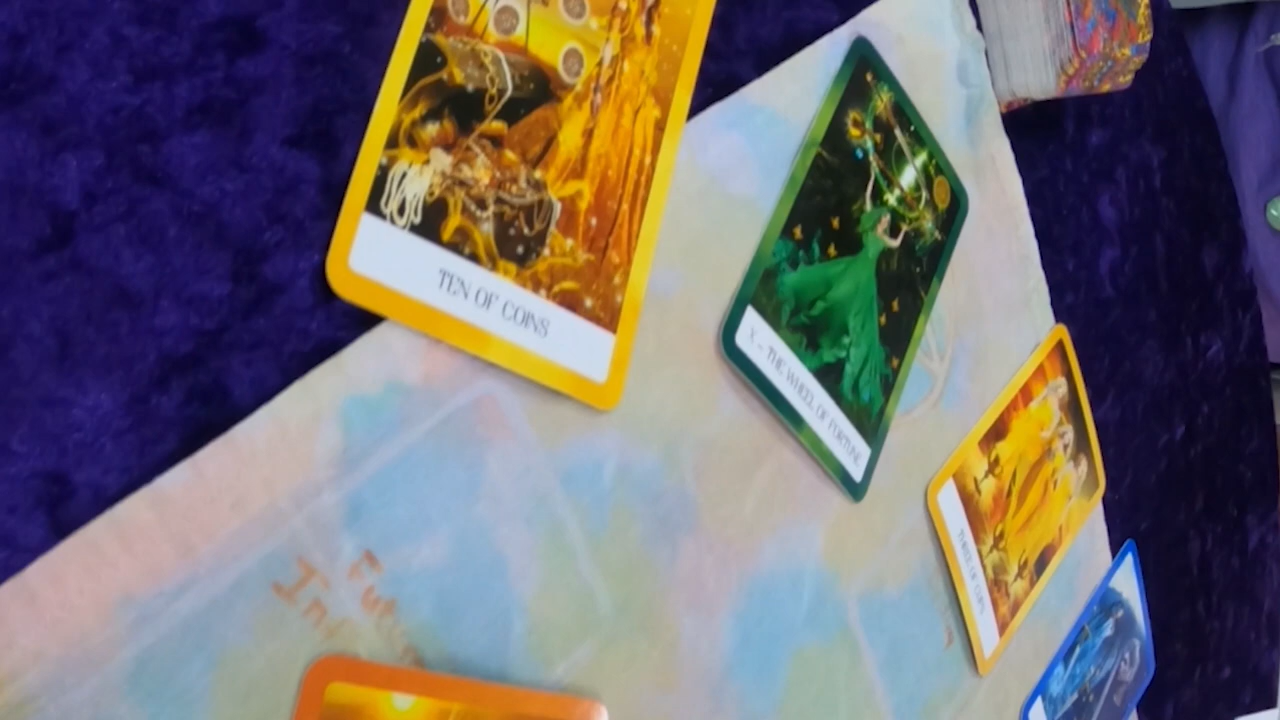 TEN OF COINS
X - THE WHEEL OF FORTUNE
THREE OF CUPS